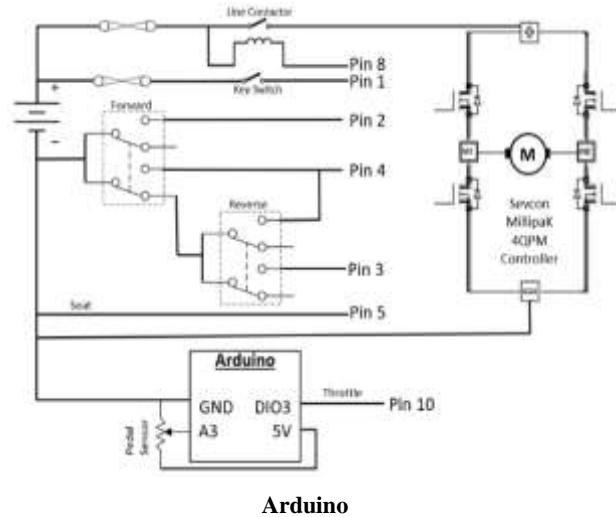 Line Contactor
Pin 8
+
Pin 1
Key Switch
Forward
Pin 2
−
Pin 4
M
Reverse
Sevcon
MillipaK
4QPM
Controller
Pin 3
Seat
Pin 5
Arduino
GND DIO3
Throttle
Pin 10
A3 5V
Pedal
Sensor
Arduino